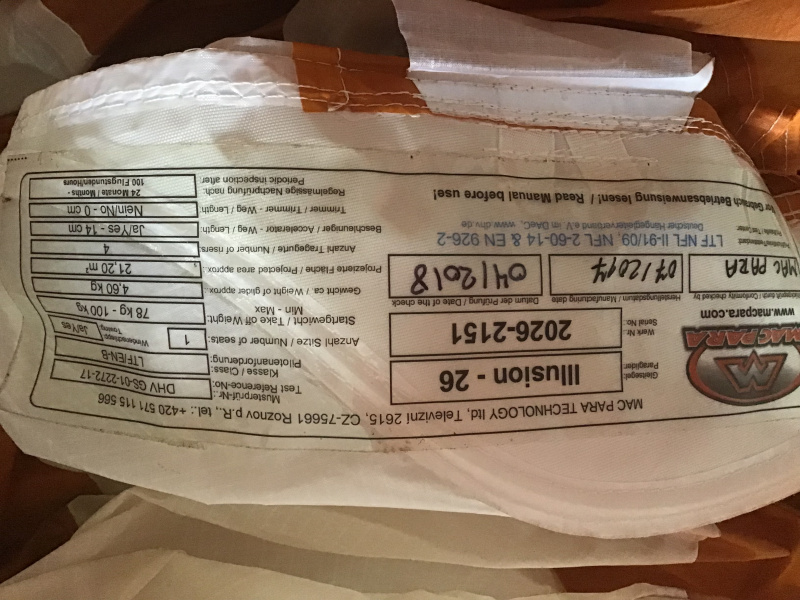 MAC PARA TECHNOLOGY ltd, Televizní 2615, CZ-75661 Roznov p.R., tel.: +420 571 115 566
MAC PARA
www.macpara.com
Gleitsegel:
Paraglider:
Illusion - 26
Werk Nr:
Serial No:
2026-2151
Conformity checked by
MAC PARA
Herstellungsdatum / Manufacturing date
07/2014
Datum der Prüfung / Date of the check
04/2018
LTF NFL II-91/09, NFL 2-60-14 & EN 926-2
Deutscher Hängegleiterverband e.V. im DAeC, www.dhv.de
Vor Gebrauch Betriebsanweisung lesen! / Read Manual before use!
Musterprüf-Nr.:
Test Reference-No:
DHV GS-01-2272-17
Klasse / Class:
Pilotenanforderung:
LTF/EN-B
Anzahl Sitze / Number of seats:
1
Windenschlepp
Towing
Ja/Yes
Startgewicht / Take off Weight:
Min - Max
78 kg - 100 kg
Gewicht ca. / Weight of glider approx.:
4,60 kg
Projezierte Fläche / Projected area approx.:
21,20 m²
Anzahl Tragegurte / Number of risers:
4
Beschleuniger / Accelerator - Weg / Length:
Ja/Yes - 14 cm
Trimmer / Trimmer - Weg / Length:
Nein/No - 0 cm
Regelmässige Nachprüfung nach:
Periodic inspection after:
24 Monate / Months -
100 Flugstunden/Hours